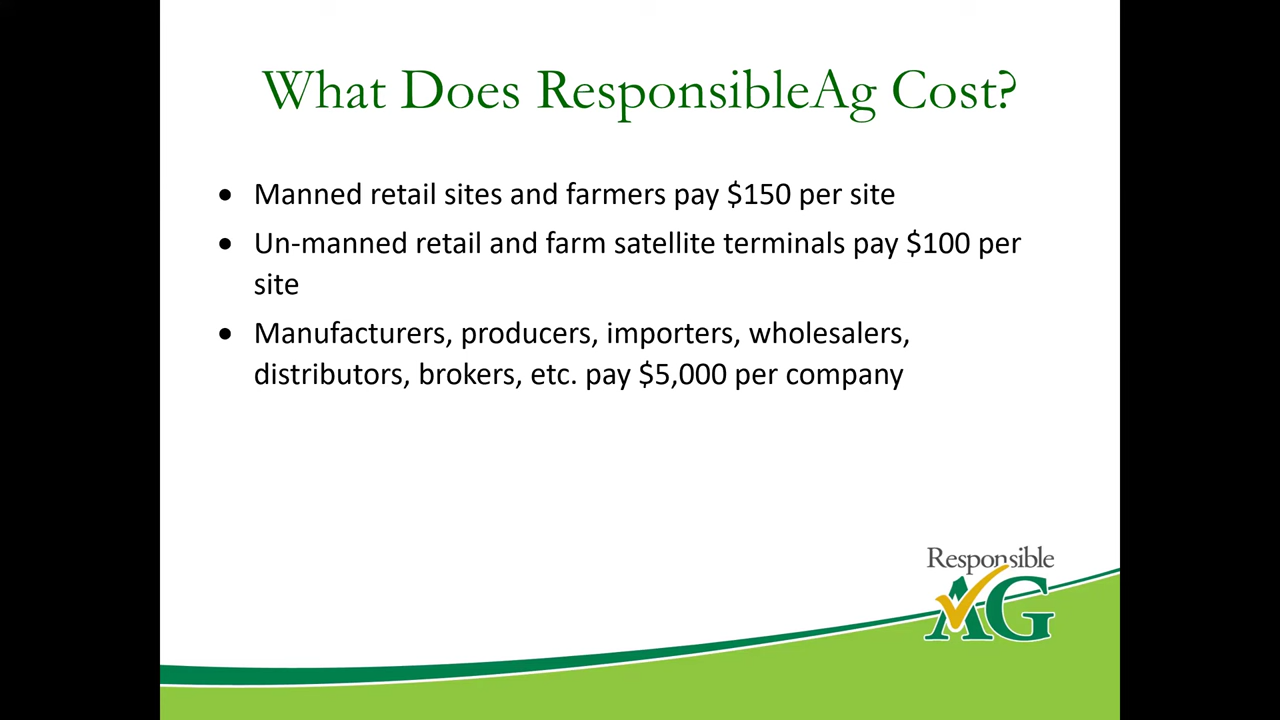 What Does ResponsibleAg Cost?
• Manned retail sites and farmers pay $150 per site
• Un-manned retail and farm satellite terminals pay $100 per
site
• Manufacturers, producers, importers, wholesalers,
distributors, brokers, etc. pay $5,000 per company
Responsible
AG